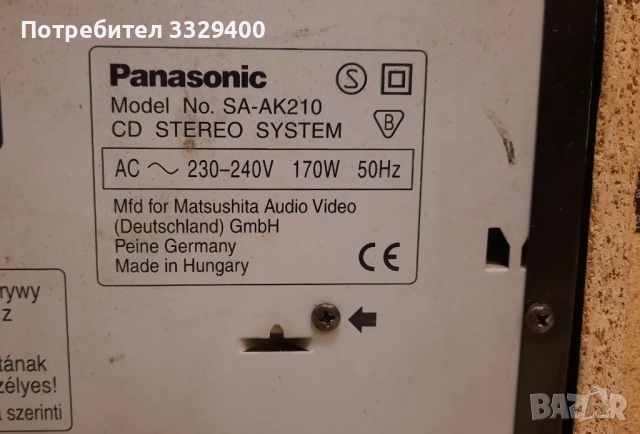 Потребител 3329400
Panasonic
S
Model No. SA-AK210
CD STEREO SYSTEM
B
AC ~ 230–240V 170W 50Hz
Mfd for Matsushita Audio Video
(Deutschland) GmbH
Peine Germany
Made in Hungary
CE
rywy
z
tának
zélyes!
a szerinti
BAZAR